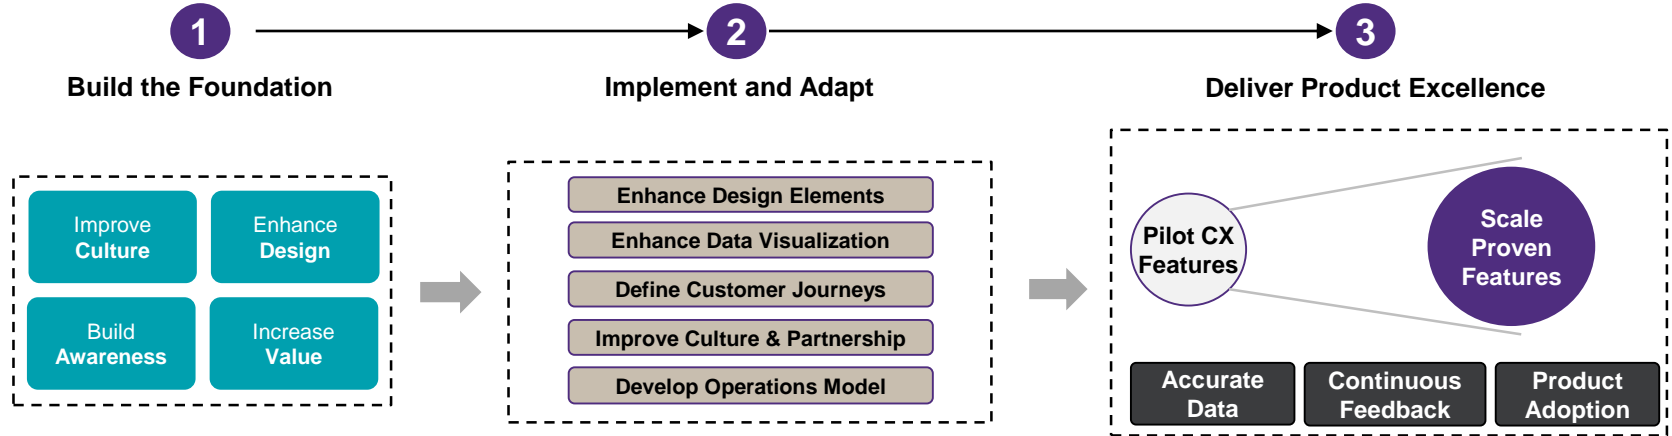 1
2
3
Build the Foundation
Implement and Adapt
Deliver Product Excellence
Improve
Culture
Enhance
Design
Build
Awareness
Increase
Value
Enhance Design Elements
Enhance Data Visualization
Define Customer Journeys
Improve Culture & Partnership
Develop Operations Model
Pilot CX
Features
Scale
Proven
Features
Accurate
Data
Continuous
Feedback
Product
Adoption